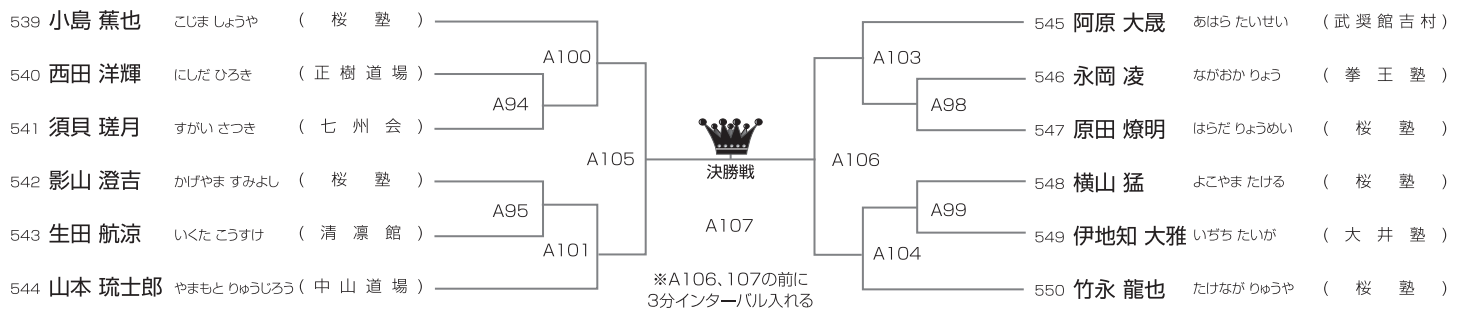 539 小島 蕉也 こじま しょうや ( 桜 塾 )
540 西田 洋輝 にしだ ひろき ( 正 樹 道 場 )
541 須貝 瑳月 すがい さつき ( 七 州 会 )
542 影山 澄吉 かげやま すみよし ( 桜 塾 )
543 生田 航涼 いくた こうすけ ( 清 凛 館 )
544 山本 琉士郎 やまもと りゅうじろう ( 中 山 道 場 )
A100
A94
A105
A95
A101
決勝戦
A107
※A106、107の前に
3分インターバル入れる
A103
A98
A106
A99
A104
545 阿原 大晟 あはら たいせい ( 武 奨 館 吉 村 )
546 永岡 凌 ながおか りょう ( 拳 王 塾 )
547 原田 燎明 はらだ りょうめい ( 桜 塾 )
548 横山 猛 よこやま たける ( 桜 塾 )
549 伊地知 大雅 いぢち たいが ( 大 井 塾 )
550 竹永 龍也 たけなが りゅうや ( 桜 塾 )